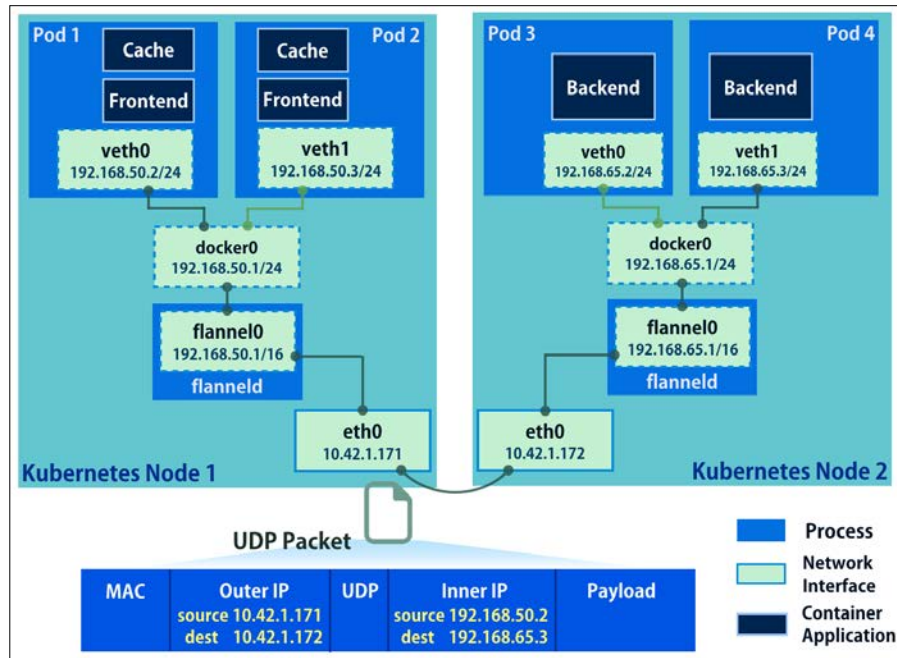 Pod 1
Cache
Frontend
veth0
192.168.50.2/24
Cache
Pod 2
Frontend
veth1
192.168.50.3/24
docker0
192.168.50.1/24
flannel0
192.168.50.1/16
flanneld
eth0
10.42.1.171
Kubernetes Node 1
Pod 3
Backend
veth0
192.168.65.2/24
Pod 4
Backend
veth1
192.168.65.3/24
docker0
192.168.65.1/24
flannel0
192.168.65.1/16
flanneld
eth0
10.42.1.172
Kubernetes Node 2
UDP Packet
MAC
Outer IP
source 10.42.1.171
dest 10.42.1.172
UDP
Inner IP
source 192.168.50.2
dest 192.168.65.3
Payload
Process
Network
Interface
Container
Application